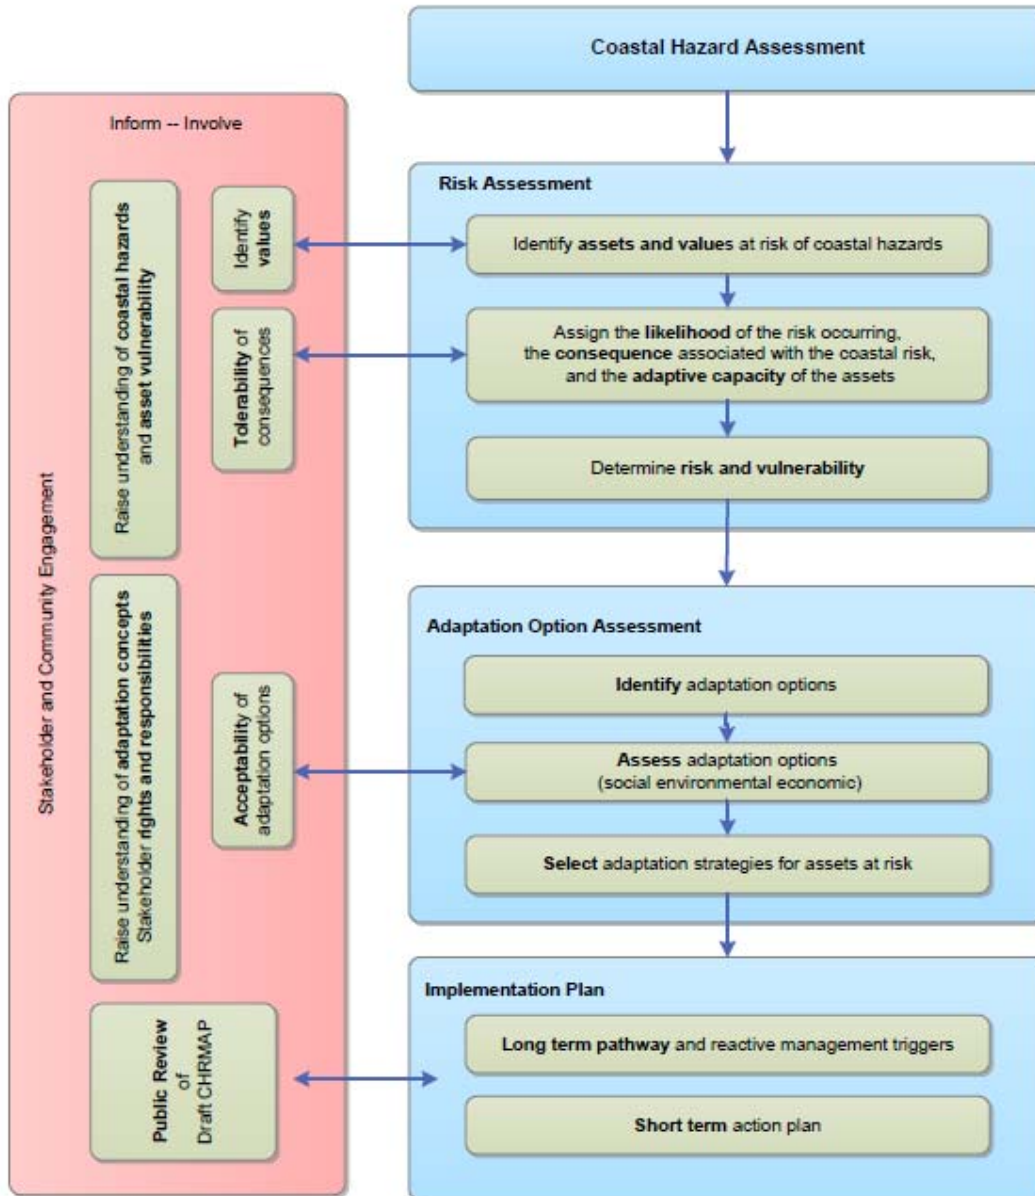 Coastal Hazard Assessment
Inform -- Involve
Stakeholder and Community Engagement
Raise understanding of coastal hazards
and asset vulnerability
Identify
values
Tolerability of
consequences
Raise understanding of adaptation concepts
Stakeholder rights and responsibilities
Acceptability of
adaptation options
Public Review
of
Draft CHRMAP
Risk Assessment
Identify assets and values at risk of coastal hazards
Assign the likelihood of the risk occurring,
the consequence associated with the coastal risk,
and the adaptive capacity of the assets
Determine risk and vulnerability
Adaptation Option Assessment
Identify adaptation options
Assess adaptation options
(social environmental economic)
Select adaptation strategies for assets at risk
Implementation Plan
Long term pathway and reactive management triggers
Short term action plan